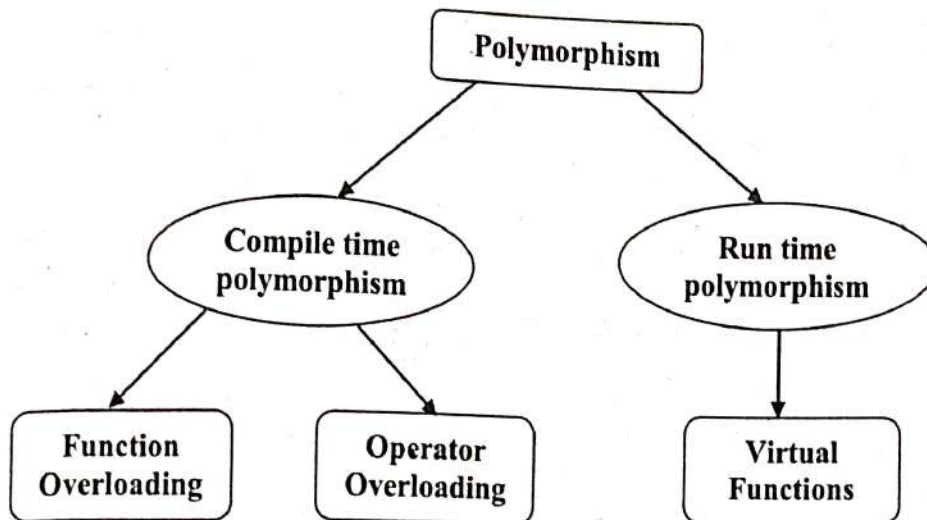 Polymorphism
Compile time
polymorphism
Run time
polymorphism
Function
Overloading
Operator
Overloading
Virtual
Functions